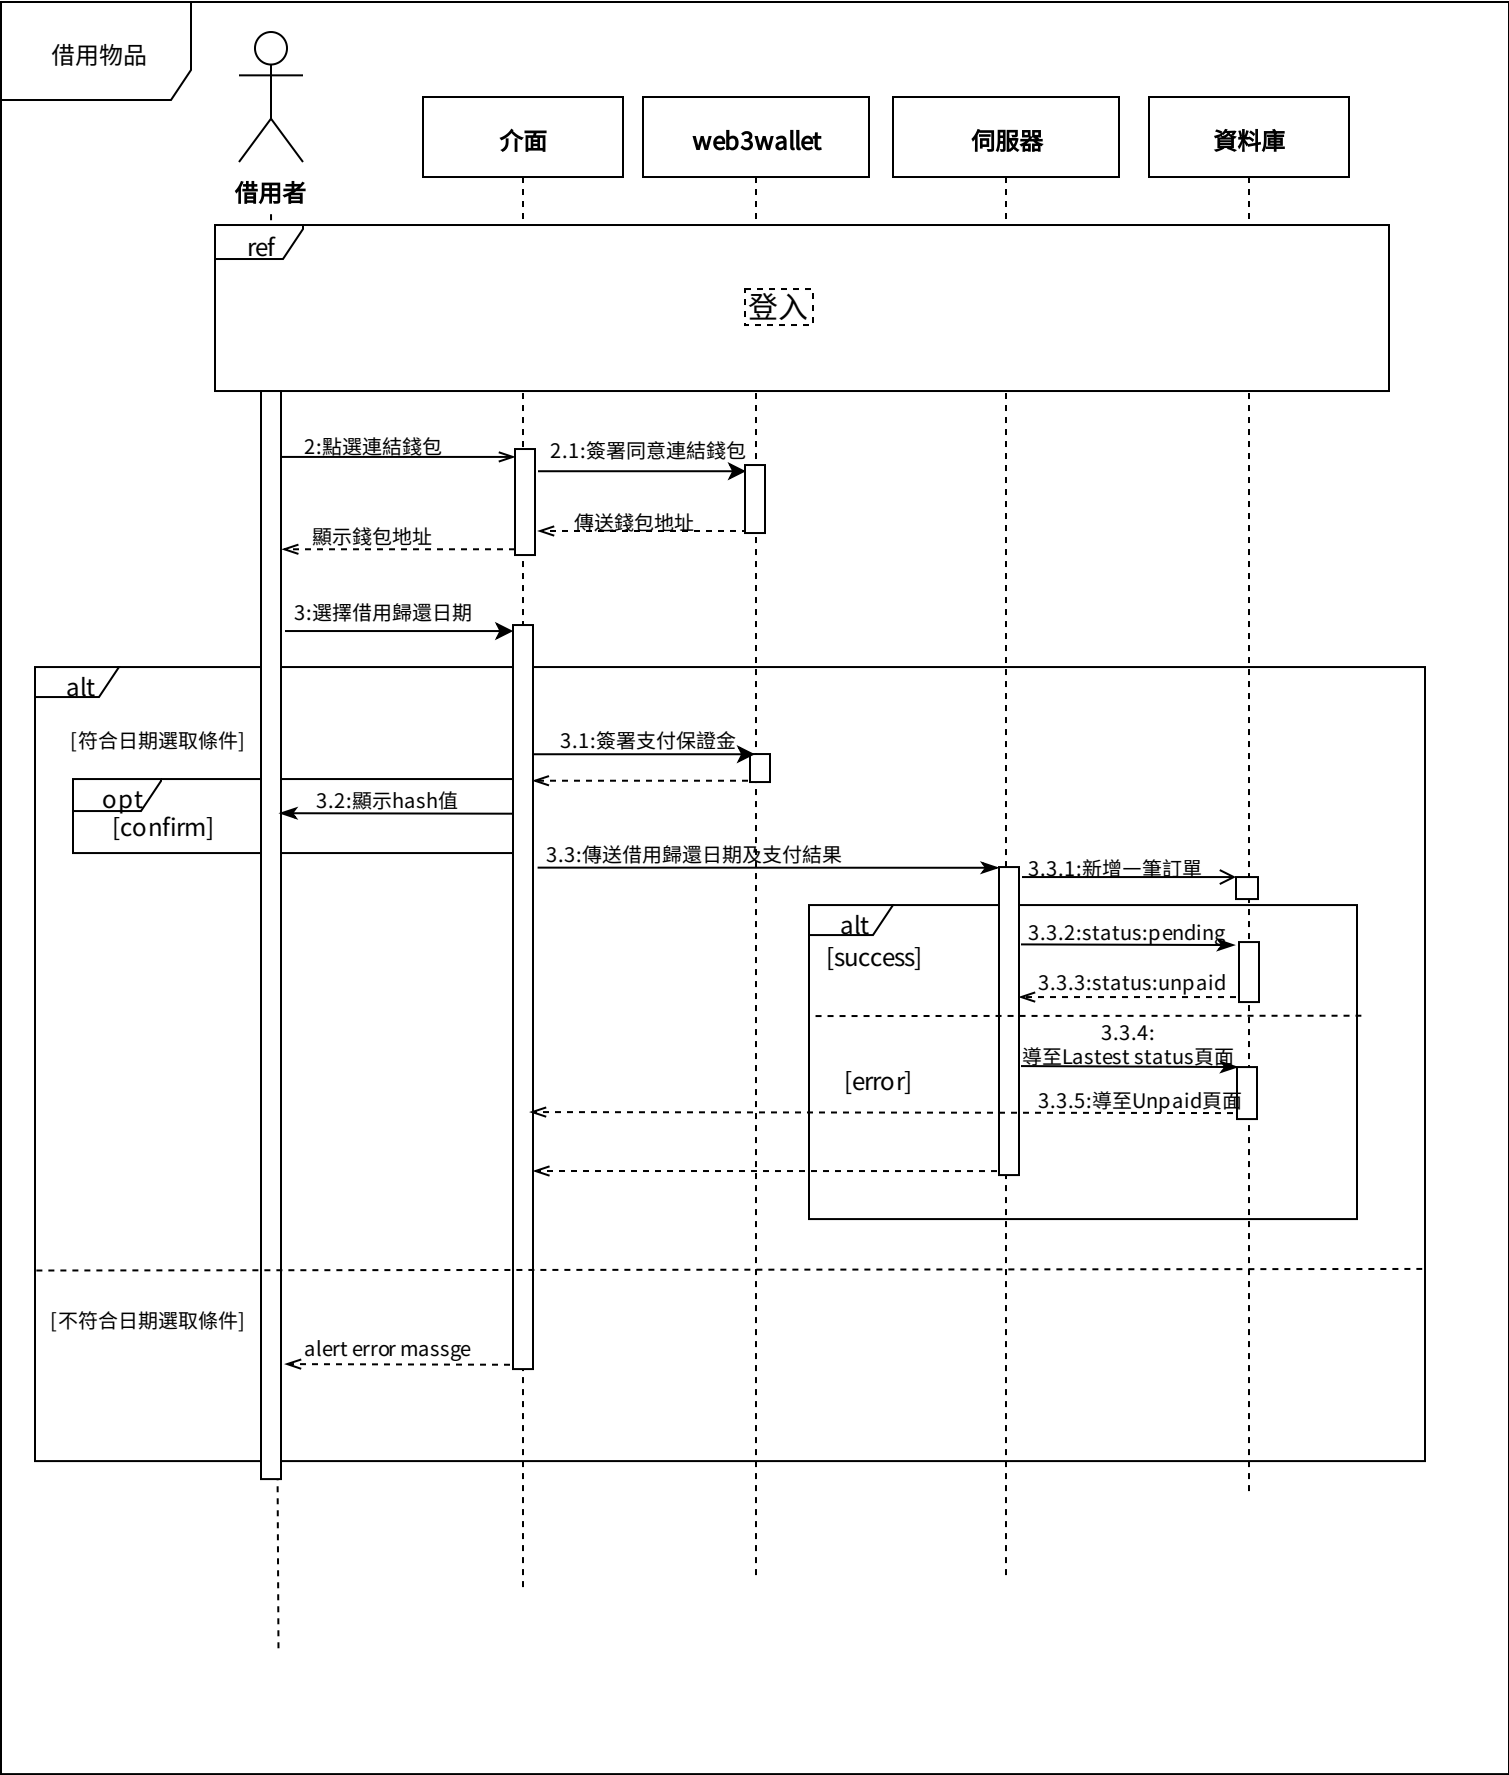 借用物品
借用者
介面
web3wallet
伺服器
資料庫
ref
登入
2:點選連結錢包
2.1:簽署同意連結錢包
傳送錢包地址
顯示錢包地址
3:選擇借用歸還日期
alt
[符合日期選取條件]
3.1:簽署支付保證金
opt
[confirm]
3.2:顯示hash值
3.3:傳送借用歸還日期及支付結果
3.3.1:新增一筆訂單
alt
[success]
3.3.2:status:pending
3.3.3:status:unpaid
3.3.4:
導至Lastest status頁面
[error]
3.3.5:導至Unpaid頁面
[不符合日期選取條件]
alert error massge